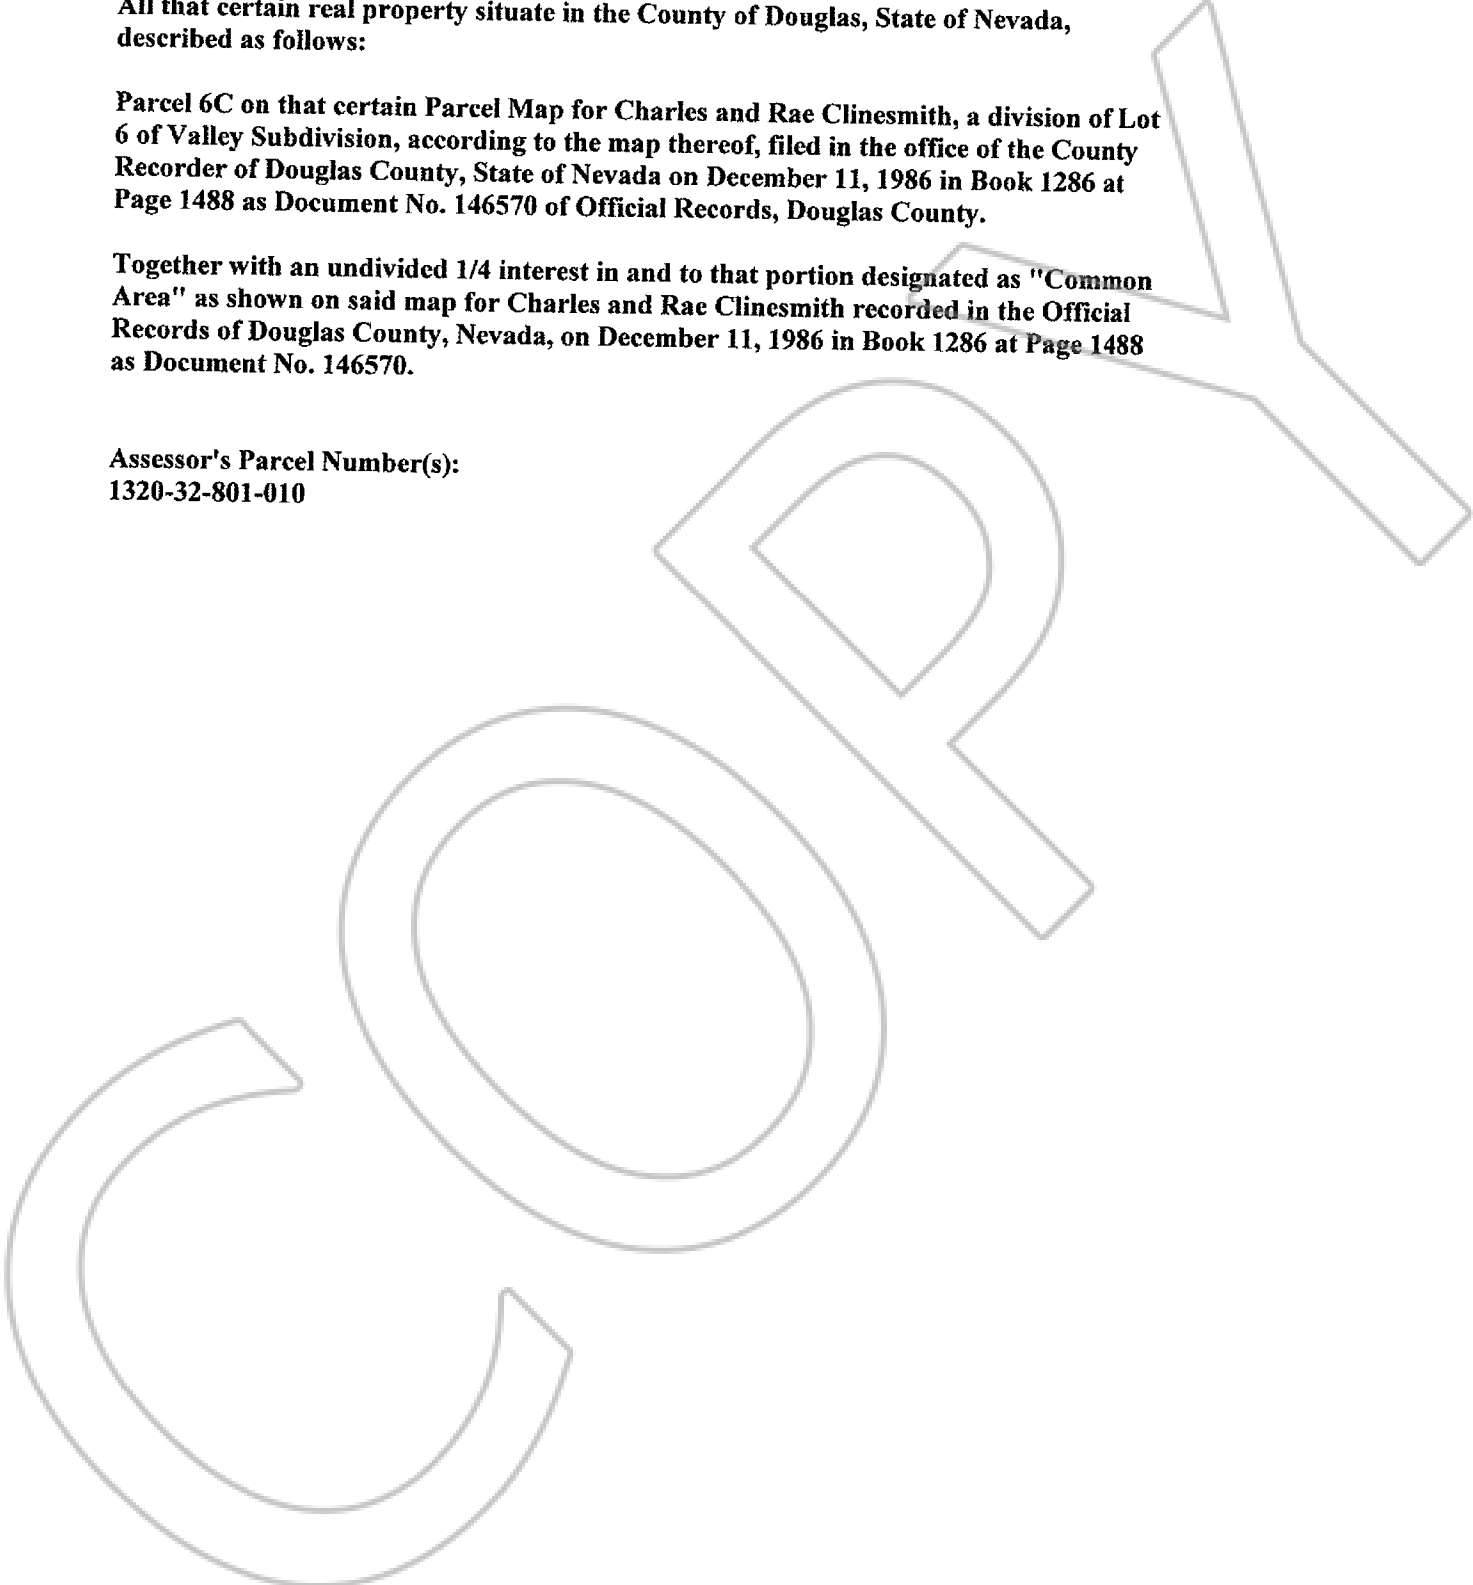 All that certain real property situate in the County of Douglas, State of Nevada,
described as follows:
Parcel 6C on that certain Parcel Map for Charles and Rae Clinesmith, a division of Lot
6 of Valley Subdivision, according to the map thereof, filed in the office of the County
Recorder of Douglas County, State of Nevada on December 11, 1986 in Book 1286 at
Page 1488 as Document No. 146570 of Official Records, Douglas County.
Together with an undivided 1/4 interest in and to that portion designated as "Common
Area" as shown on said map for Charles and Rae Clinesmith recorded in the Official
Records of Douglas County, Nevada, on December 11, 1986 in Book 1286 at Page 1488
as Document No. 146570.
Assessor's Parcel Number(s):
1320-32-801-010
COPY